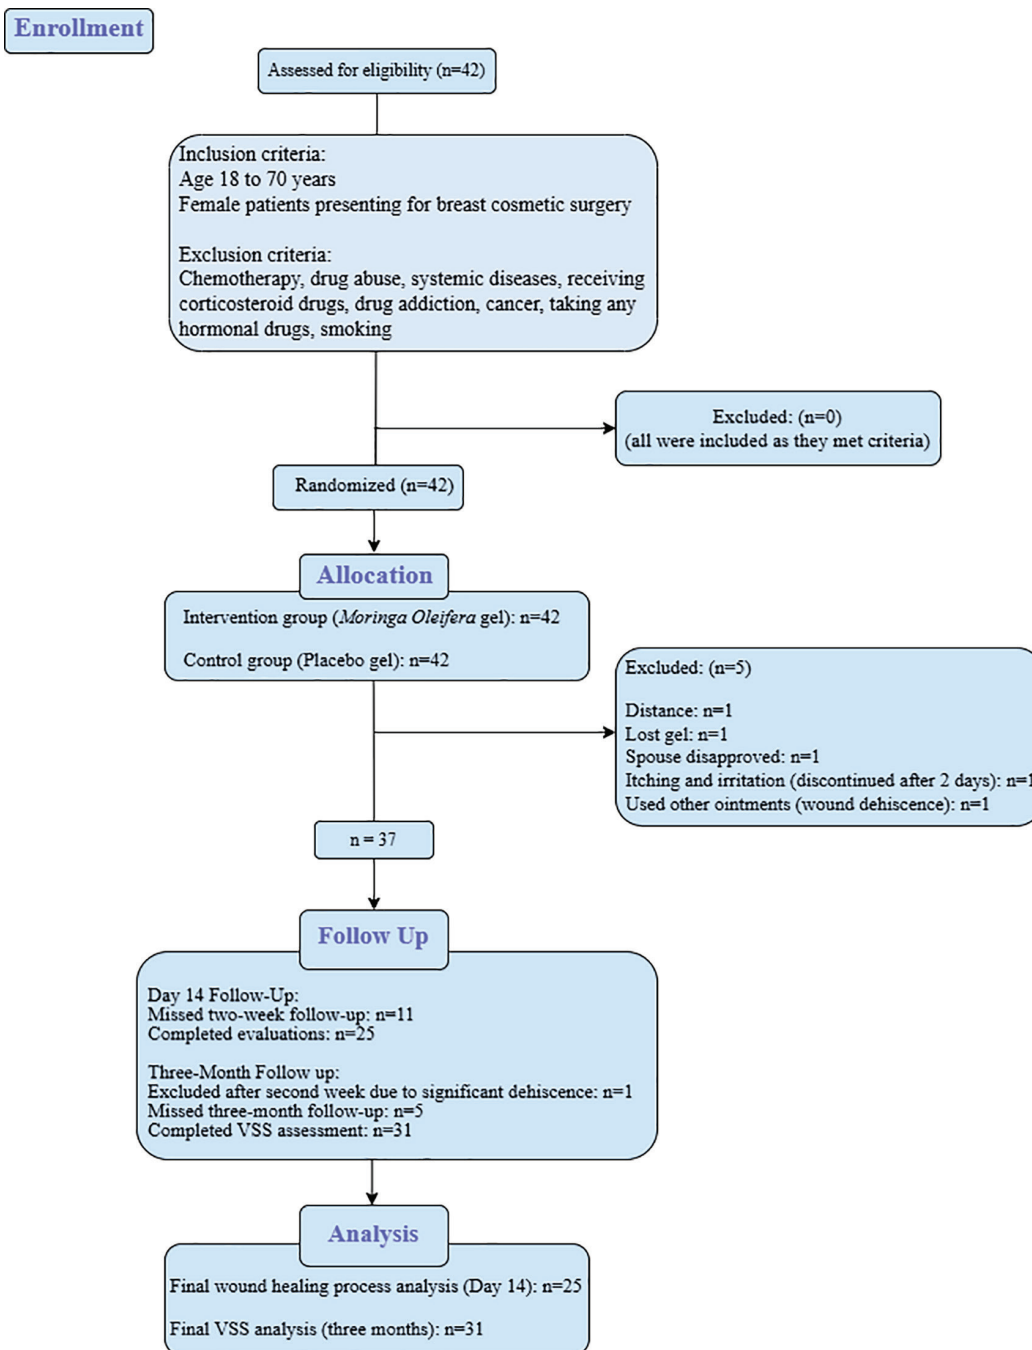 Enrollment
Assessed for eligibility (n=42)
Inclusion criteria:
Age 18 to 70 years
Female patients presenting for breast cosmetic surgery
Exclusion criteria:
Chemotherapy, drug abuse, systemic diseases, receiving
corticosteroid drugs, drug addiction, cancer, taking any
hormonal drugs, smoking
Excluded: (n=0)
(all were included as they met criteria)
Randomized (n=42)
Allocation
Intervention group (Moringa Oleifera gel): n=42
Control group (Placebo gel): n=42
Excluded: (n=5)
Distance: n=1
Lost gel: n=1
Spouse disapproved: n=1
Itching and irritation (discontinued after 2 days): n=1
Used other ointments (wound dehiscence): n=1
n = 37
Follow Up
Day 14 Follow-Up:
Missed two-week follow-up: n=11
Completed evaluations: n=25
Three-Month Follow up:
Excluded after second week due to significant dehiscence: n=1
Missed three-month follow-up: n=5
Completed VSS assessment: n=31
Analysis
Final wound healing process analysis (Day 14): n=25
Final VSS analysis (three months): n=31